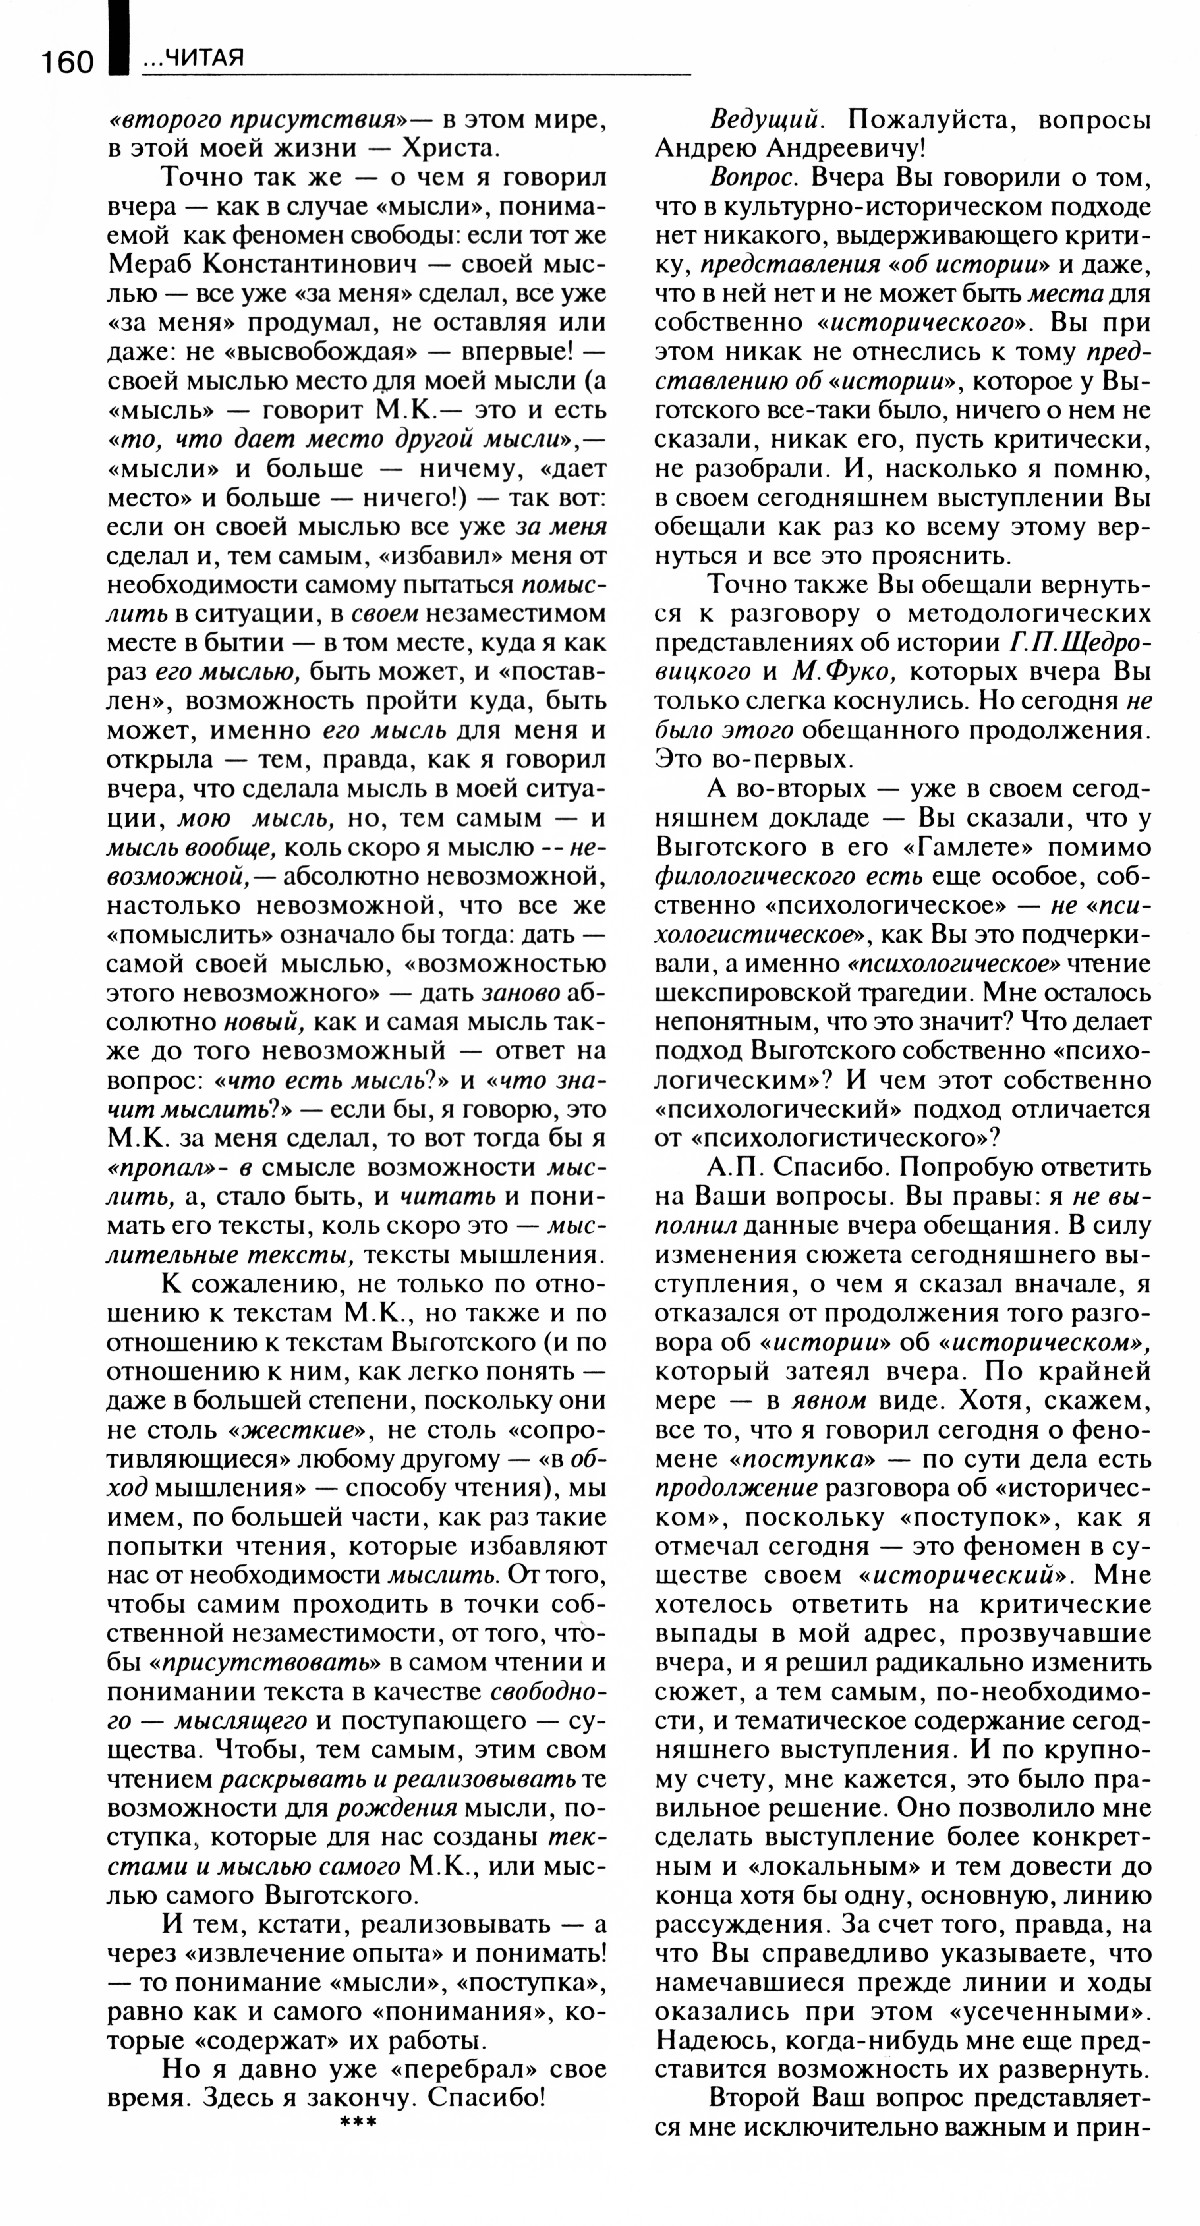 160
...ЧИТАЯ
«второго присутствия»— в этом мире,
в этой моей жизни — Христа.
Точно так же — о чем я говорил
вчера — как в случае «мысли», понима-
емой как феномен свободы: если тот же
Мераб Константинович — своей мыс-
лью — все уже «за меня» сделал, все уже
«за меня» продумал, не оставляя или
даже: не «высвобождая» — впервые! —
своей мыслью место для моей мысли (а
«мысль» — говорит М.К.— это и есть
«то, что дает место другой мысли»,—
«мысли» и больше — ничему, «дает
место» и больше — ничего!) — так вот:
если он своей мыслью все уже за меня
сделал и, тем самым, «избавил» меня от
необходимости самому пытаться помыс-
лить в ситуации, в своем незаместимом
месте в бытии — в том месте, куда я как
раз его мыслью, быть может, и «постав-
лен», возможность пройти куда, быть
может, именно его мысль для меня и
открыла — тем, правда, как я говорил
вчера, что сделала мысль в моей ситуа-
ции, мою мысль, но, тем самым — и
мысль вообще, коль скоро я мыслю -- не-
возможной,— абсолютно невозможной,
настолько невозможной, что все же
«помыслить» означало бы тогда: дать —
самой своей мыслью, «возможностью
этого невозможного» — дать заново аб-
солютно новый, как и самая мысль так-
же до того невозможный — ответ на
вопрос: «что есть мысль?» и «что зна-
чит мыслить?» — если бы, я говорю, это
М.К. за меня сделал, то вот тогда бы я
«пропал»- в смысле возможности мыс-
лить, а, стало быть, и читать и пони-
мать его тексты, коль скоро это — мыс-
лительные тексты, тексты мышления.
К сожалению, не только по отно-
шению к текстам М.К., но также и по
отношению к текстам Выготского (и по
отношению к ним, как легко понять —
даже в большей степени, поскольку они
не столь «жесткие», не столь «сопро-
тивляющиеся» любому другому — «в об-
ход мышления» — способу чтения), мы
имем, по большей части, как раз такие
попытки чтения, которые избавляют
нас от необходимости мыслить. От того,
чтобы самим проходить в точки соб-
ственной незаместимости, от того, что-
бы «присутствовать» в самом чтении и
понимании текста в качестве свободно-
го — мыслящего и поступающего — су-
щества. Чтобы, тем самым, этим свом
чтением раскрывать и реализовывать те
возможности для рождения мысли, по-
ступка, которые для нас созданы тек-
стами и мыслью самого М.К., или мыс-
лью самого Выготского.
И тем, кстати, реализовывать — а
через «извлечение опыта» и понимать!
— то понимание «мысли», «поступка»,
равно как и самого «понимания», ко-
торые «содержат» их работы.
Но я давно уже «перебрал» свое
время. Здесь я закончу. Спасибо!
***
Ведущий. Пожалуйста, вопросы
Андрею Андреевичу!
Вопрос. Вчера Вы говорили о том,
что в культурно-историческом подходе
нет никакого, выдерживающего крити-
ку, представления «об истории» и даже,
что в ней нет и не может быть места для
собственно «исторического». Вы при
этом никак не отнеслись к тому пред-
ставлению об «истории», которое у Вы-
готского все-таки было, ничего о нем не
сказали, никак его, пусть критически,
не разобрали. И, насколько я помню,
в своем сегодняшнем выступлении Вы
обещали как раз ко всему этому вер-
нуться и все это прояснить.
Точно также Вы обещали вернуть-
ся к разговору о методологических
представлениях об истории Г.П.Щедро-
вицкого и М.Фуко, которых вчера Вы
только слегка коснулись. Но сегодня не
было этого обещанного продолжения.
Это во-первых.
А во-вторых — уже в своем сегод-
няшнем докладе — Вы сказали, что у
Выготского в его «Гамлете» помимо
филологического есть еще особое, соб-
ственно «психологическое» — не «пси-
хологистическое», как Вы это подчерки-
вали, а именно «психологическое» чтение
шекспировской трагедии. Мне осталось
непонятным, что это значит? Что делает
подход Выготского собственно «психо-
логическим»? И чем этот собственно
«психологический» подход отличается
от «психологистического»?
А.П. Спасибо. Попробую ответить
на Ваши вопросы. Вы правы: я не вы-
полнил данные вчера обещания. В силу
изменения сюжета сегодняшнего вы-
ступления, о чем я сказал вначале, я
отказался от продолжения того разго-
вора об «истории» об «историческом»,
который затеял вчера. По крайней
мере — в явном виде. Хотя, скажем,
все то, что я говорил сегодня о фено-
мене «поступка» — по сути дела есть
продолжение разговора об «историчес-
ком», поскольку «поступок», как я
отмечал сегодня — это феномен в су-
ществе своем «исторический». Мне
хотелось ответить на критические
выпады в мой адрес, прозвучавшие
вчера, и я решил радикально изменить
сюжет, а тем самым, по-необходимо-
сти, и тематическое содержание сегод-
няшнего выступления. И по крупно-
му счету, мне кажется, это было пра-
вильное решение. Оно позволило мне
сделать выступление более конкрет-
ным и «локальным» и тем довести до
конца хотя бы одну, основную, линию
рассуждения. За счет того, правда, на
что Вы справедливо указываете, что
намечавшиеся прежде линии и ходы
оказались при этом «усеченными».
Надеюсь, когда-нибудь мне еще пред-
ставится возможность их развернуть.
Второй Ваш вопрос представляет-
ся мне исключительно важным и прин-